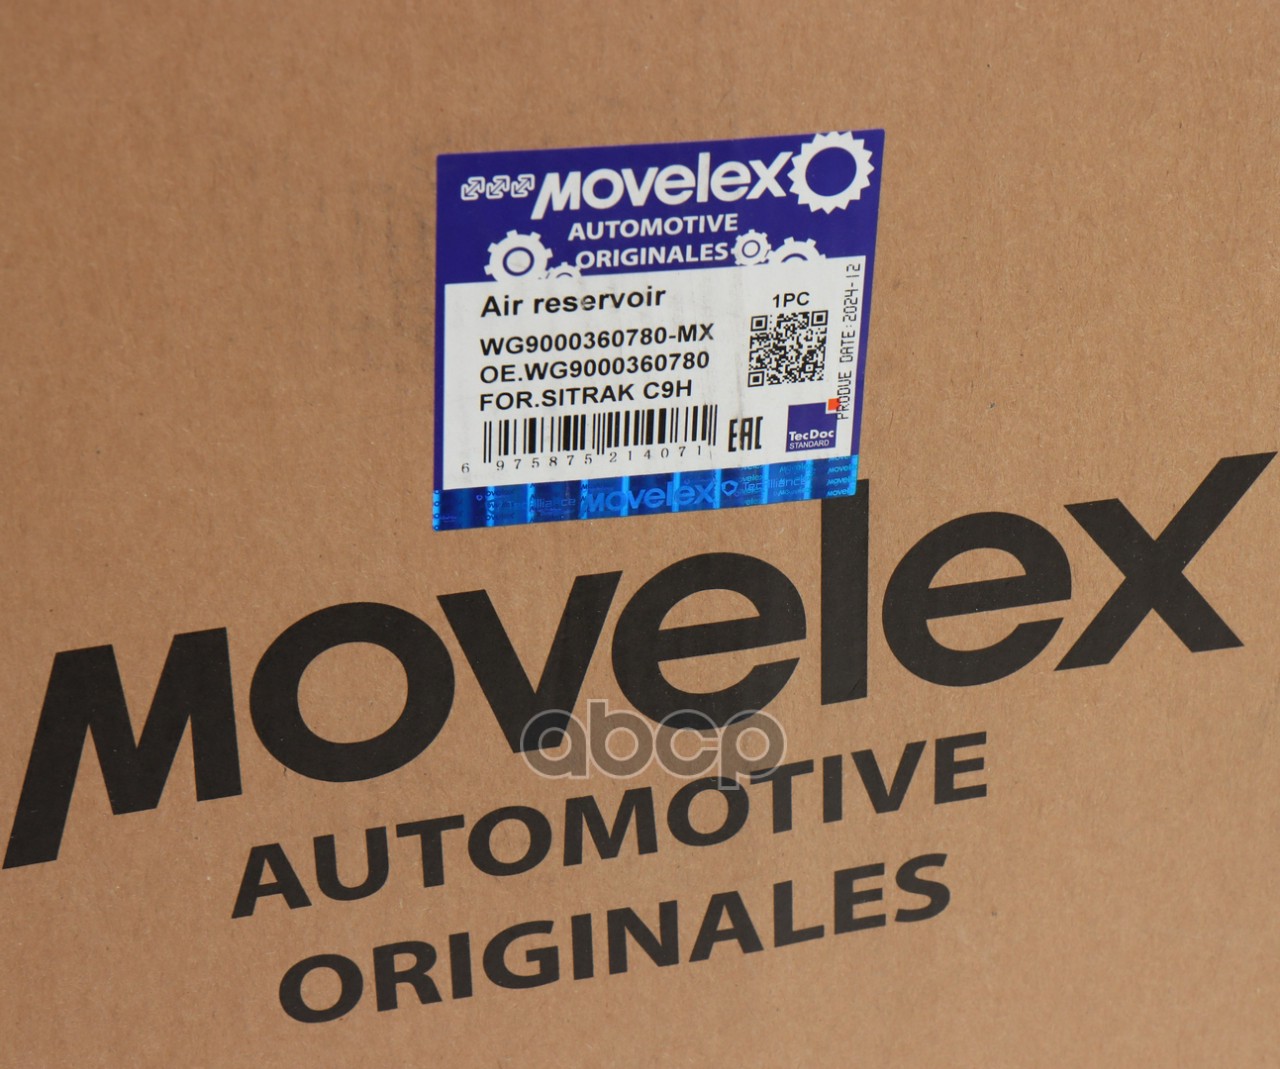 MOVELEX
AUTOMOTIVE
ORIGINALES
Air reservoir
1PC
WG9000360780-MX
OE.WG9000360780
FOR.SITRAK C9H
PRODUE DATE:2024-12
EAC
TecDoc
STANDARD
6 975875 214071
MOVELEX
TecAlliance
MOVELEX
AUTOMOTIVE
ORIGINALES
abcp